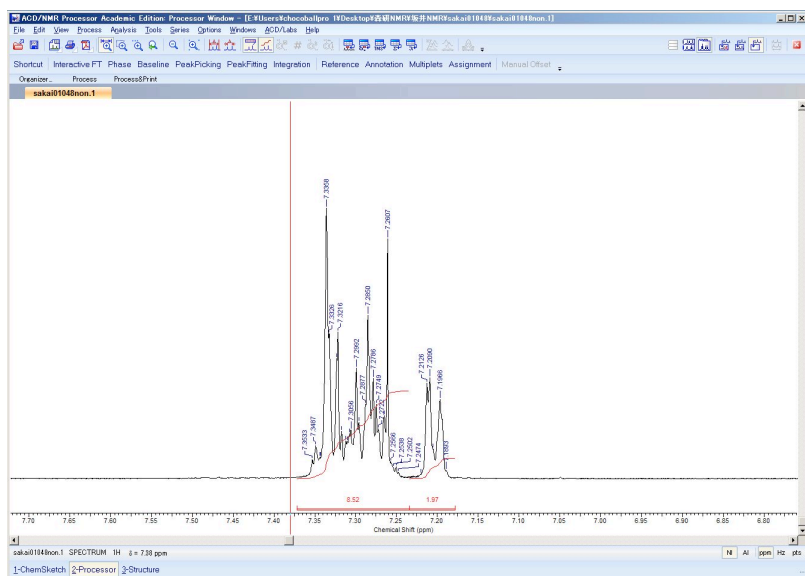 ACD/NMR Processor Academic Edition: Processor Window - [E:¥Users¥chocoballpro 1¥Desktop¥森研NMR¥坂井NMR¥sakai01048¥sakai01048non.1]
File Edit View Process Analysis Tools Series Options Windows ACD/Labs Help
Shortcut Interactive FT Phase Baseline PeakPicking PeakFitting Integration Reference Annotation Multiplets Assignment Manual Offset
Organizer... Process Process&Print
sakai01048non.1
7.3533
7.3487
7.3358
7.3326
7.3216
7.3056
7.2992
7.2877
7.2850
7.2786
7.2749
7.2722
7.2607
7.2566
7.2538
7.2502
7.2474
7.2126
7.2090
7.1966
8.52 1.97
7.70 7.65 7.60 7.55 7.50 7.45 7.40 7.35 7.30 7.25 7.20 7.15 7.10 7.05 7.00 6.95 6.90 6.85 6.80
Chemical Shift (ppm)
sakai01048non.1 SPECTRUM 1H δ = 7.38 ppm NI AI ppm Hz pts
1-ChemSketch 2-Processor 3-Structure